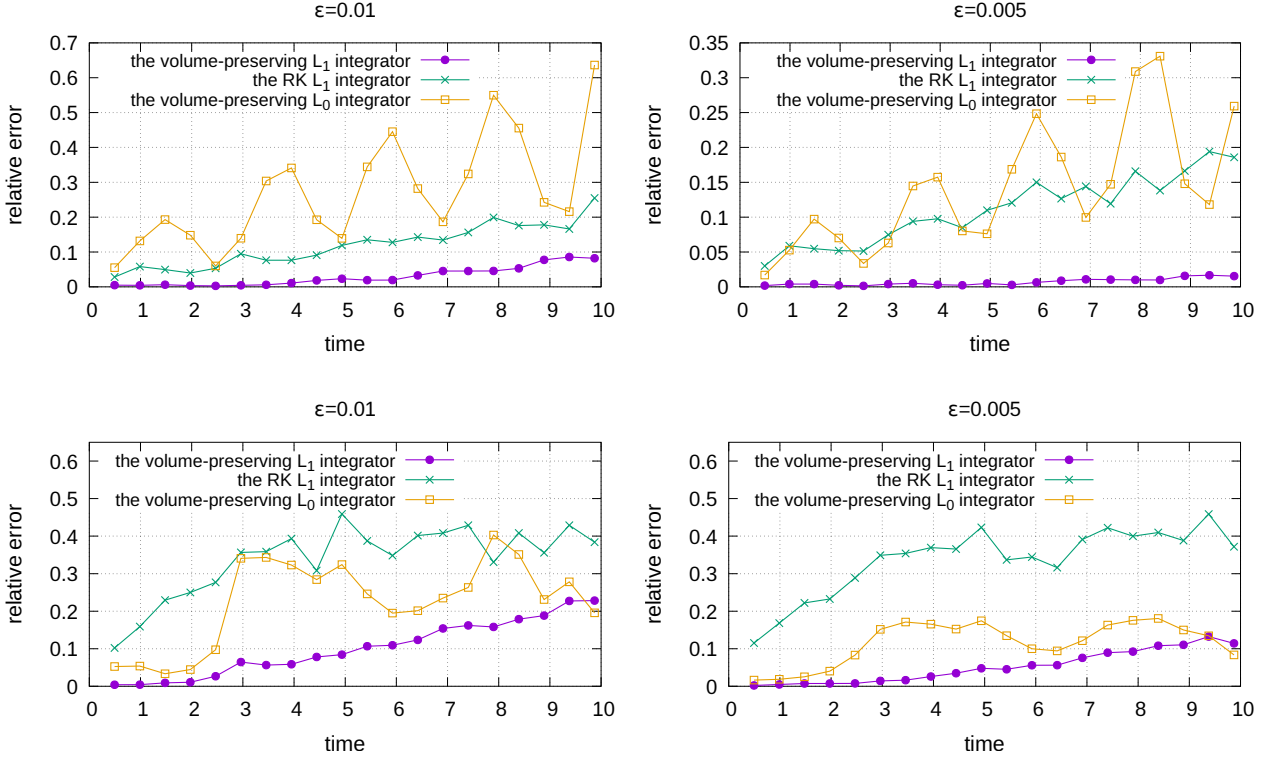 ε=0.01
0.7
0.6
0.5
0.4
0.3
0.2
0.1
0
relative error
the volume-preserving L1 integrator
the RK L1 integrator
the volume-preserving L0 integrator
0 1 2 3 4 5 6 7 8 9 10
time
ε=0.005
0.35
0.3
0.25
0.2
0.15
0.1
0.05
0
relative error
the volume-preserving L1 integrator
the RK L1 integrator
the volume-preserving L0 integrator
0 1 2 3 4 5 6 7 8 9 10
time
ε=0.01
0.6
0.5
0.4
0.3
0.2
0.1
0
relative error
the volume-preserving L1 integrator
the RK L1 integrator
the volume-preserving L0 integrator
0 1 2 3 4 5 6 7 8 9 10
time
ε=0.005
0.6
0.5
0.4
0.3
0.2
0.1
0
relative error
the volume-preserving L1 integrator
the RK L1 integrator
the volume-preserving L0 integrator
0 1 2 3 4 5 6 7 8 9 10
time